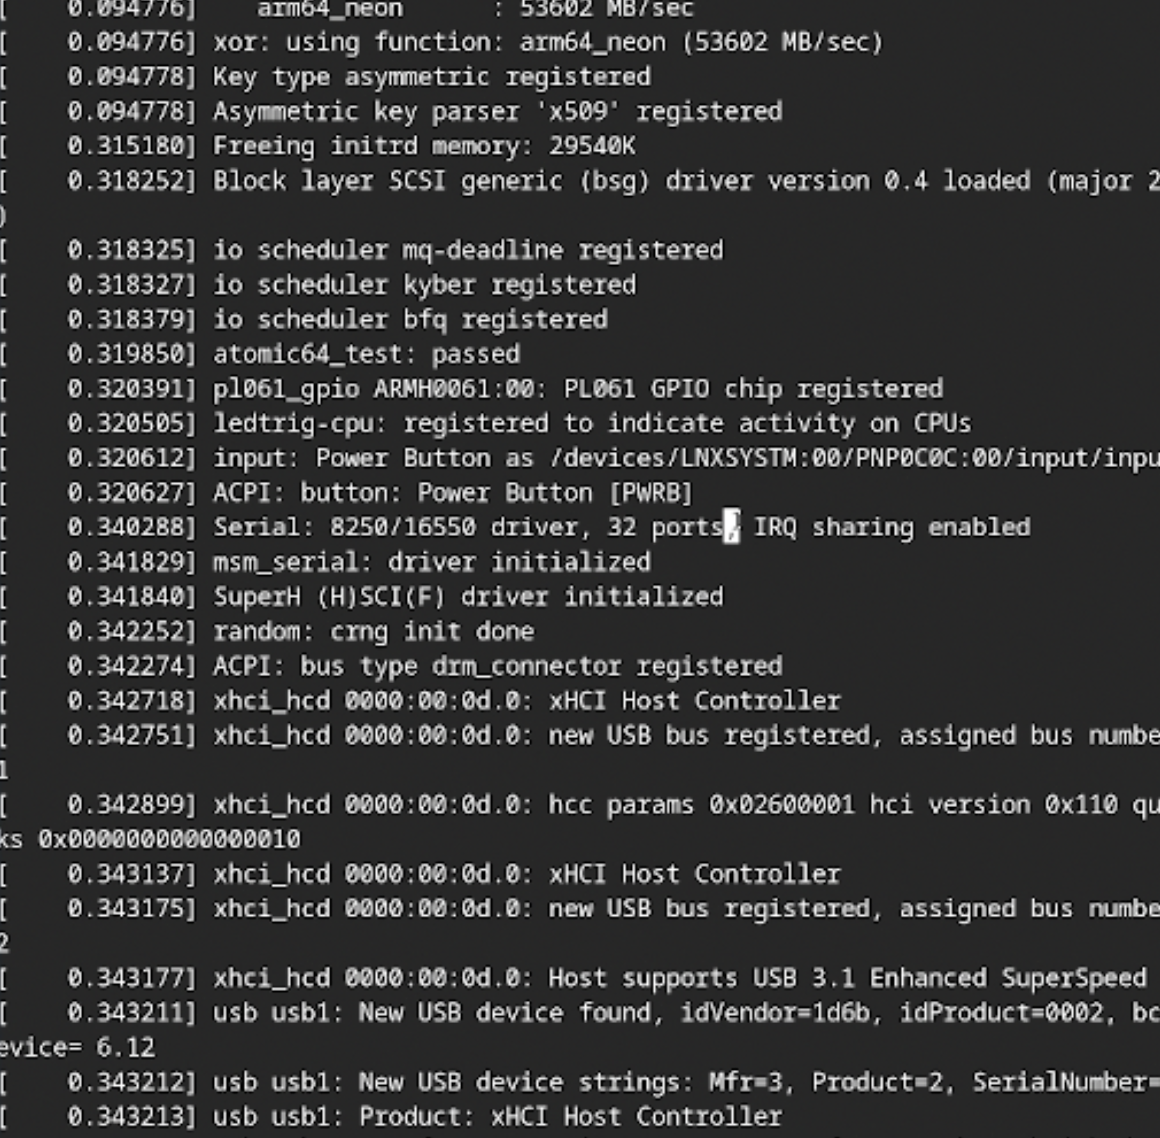 [    0.094776]    arm64_neon      : 53602 MB/sec
[    0.094776] xor: using function: arm64_neon (53602 MB/sec)
[    0.094778] Key type asymmetric registered
[    0.094778] Asymmetric key parser 'x509' registered
[    0.315180] Freeing initrd memory: 29540K
[    0.318252] Block layer SCSI generic (bsg) driver version 0.4 loaded (major 2
)
[    0.318325] io scheduler mq-deadline registered
[    0.318327] io scheduler kyber registered
[    0.318379] io scheduler bfq registered
[    0.319850] atomic64_test: passed
[    0.320391] pl061_gpio ARMH0061:00: PL061 GPIO chip registered
[    0.320505] ledtrig-cpu: registered to indicate activity on CPUs
[    0.320612] input: Power Button as /devices/LNXSYSTM:00/PNP0C0C:00/input/inpu
[    0.320627] ACPI: button: Power Button [PWRB]
[    0.340288] Serial: 8250/16550 driver, 32 ports, IRQ sharing enabled
[    0.341829] msm_serial: driver initialized
[    0.341840] SuperH (H)SCI(F) driver initialized
[    0.342252] random: crng init done
[    0.342274] ACPI: bus type drm_connector registered
[    0.342718] xhci_hcd 0000:00:0d.0: xHCI Host Controller
[    0.342751] xhci_hcd 0000:00:0d.0: new USB bus registered, assigned bus numbe
1
[    0.342899] xhci_hcd 0000:00:0d.0: hcc params 0x02600001 hci version 0x110 qu
ks 0x0000000000000010
[    0.343137] xhci_hcd 0000:00:0d.0: xHCI Host Controller
[    0.343175] xhci_hcd 0000:00:0d.0: new USB bus registered, assigned bus numbe
2
[    0.343177] xhci_hcd 0000:00:0d.0: Host supports USB 3.1 Enhanced SuperSpeed
[    0.343211] usb usb1: New USB device found, idVendor=1d6b, idProduct=0002, bc
evice= 6.12
[    0.343212] usb usb1: New USB device strings: Mfr=3, Product=2, SerialNumber=
[    0.343213] usb usb1: Product: xHCI Host Controller